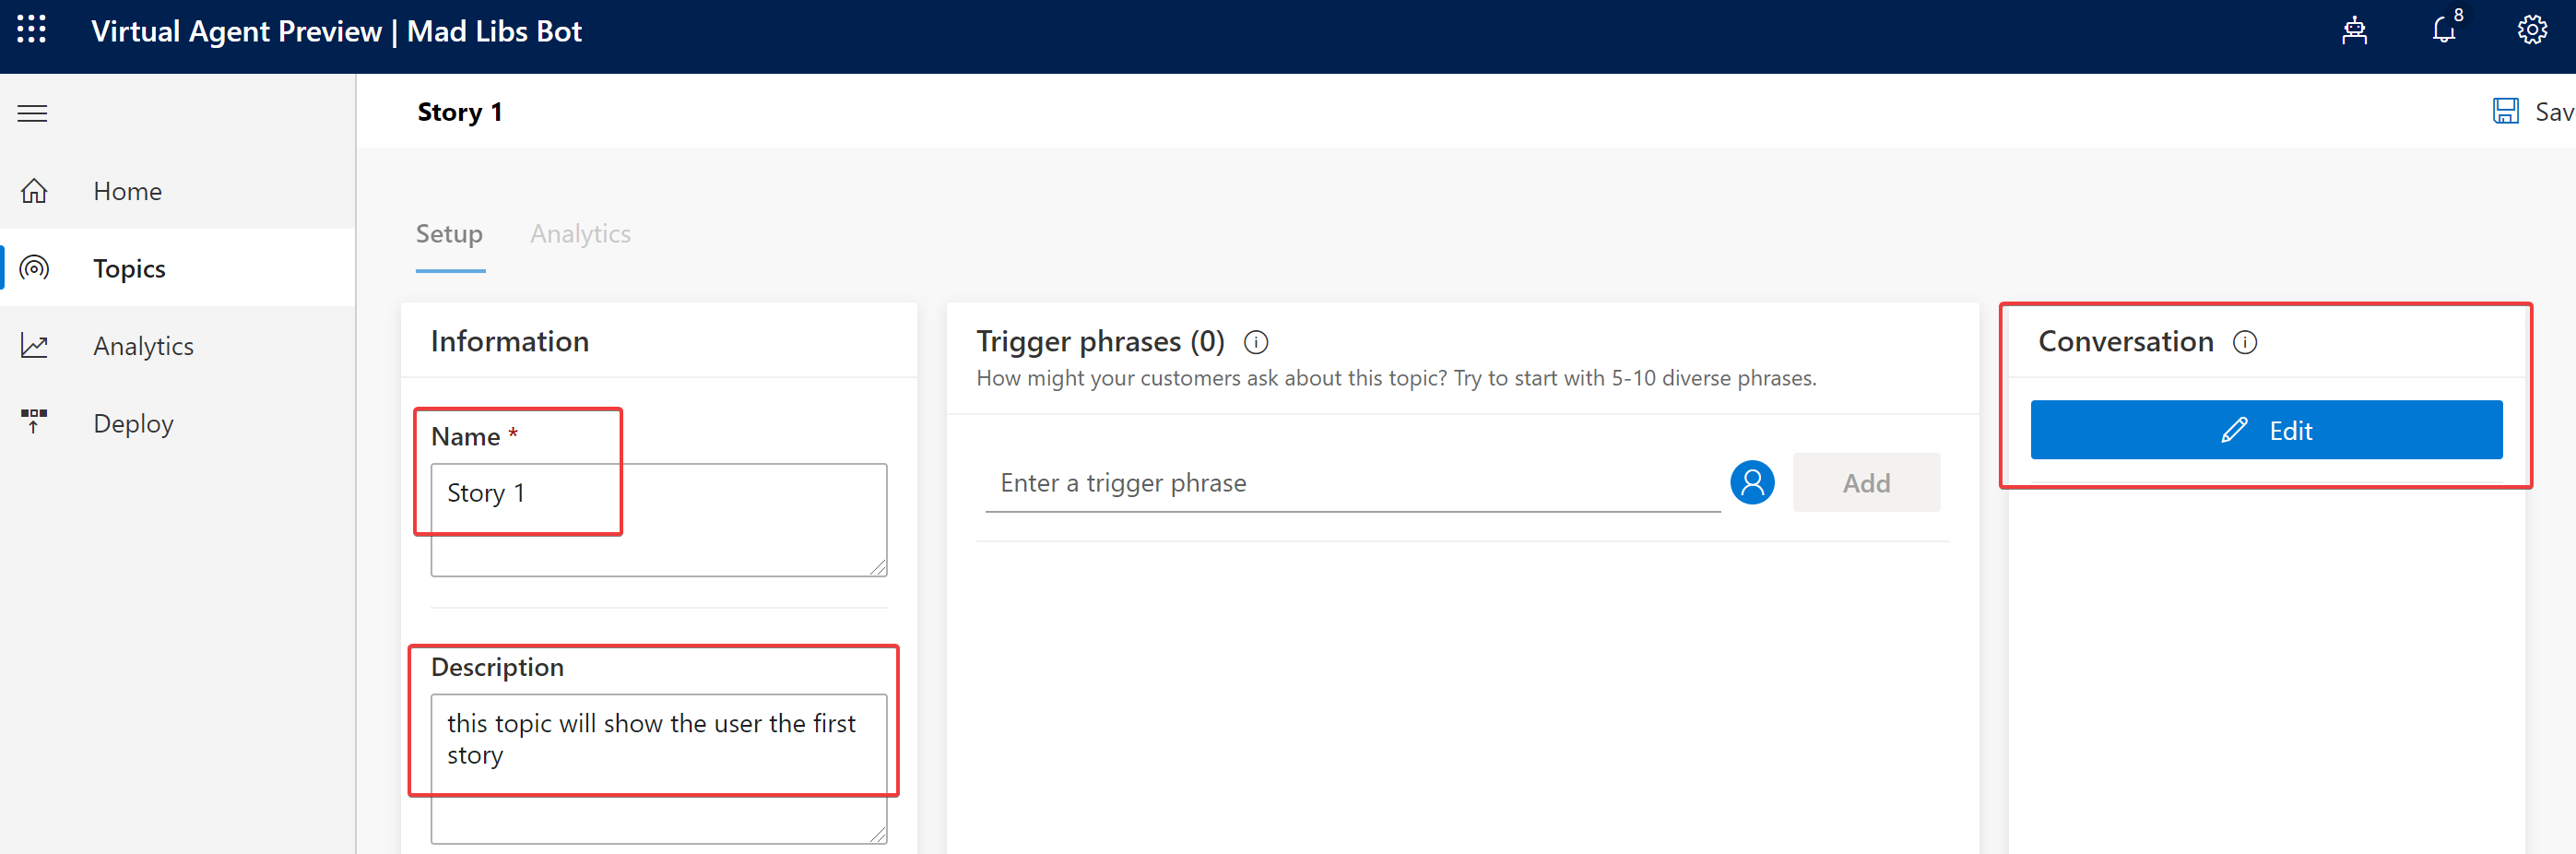 Virtual Agent Preview | Mad Libs Bot
8
Story 1
Sav
Home
Topics
Analytics
Deploy
Setup
Analytics
Information
Name *
Story 1
Description
this topic will show the user the first
story
Trigger phrases (0)
How might your customers ask about this topic? Try to start with 5-10 diverse phrases.
Enter a trigger phrase
Add
Conversation
Edit